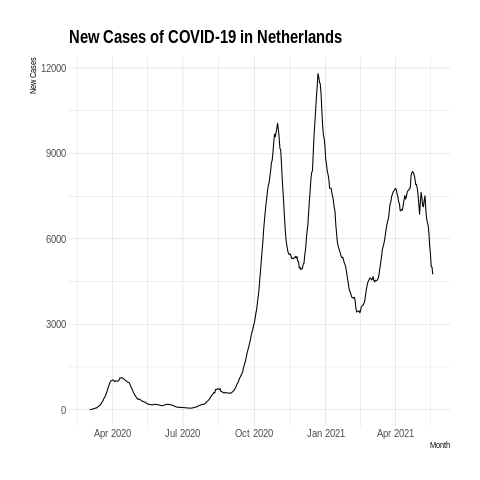 New Cases of COVID-19 in Netherlands
New Cases
12000
9000
6000
3000
0
Apr 2020 Jul 2020 Oct 2020 Jan 2021 Apr 2021
Month